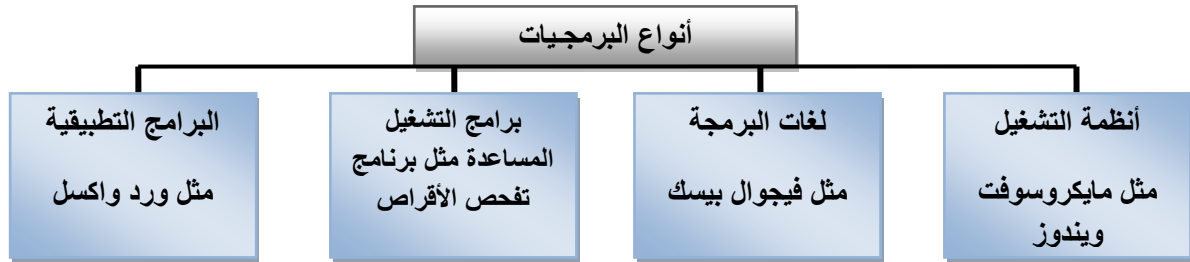 أنواع البرمجيات
أنظمة التشغيل
مثل مايكروسوفت
ويندوز
لغات البرمجة
مثل فيجوال بيسك
برامج التشغيل
المساعدة مثل برنامج
تفحص الأقراص
البرامج التطبيقية
مثل ورد واكسل